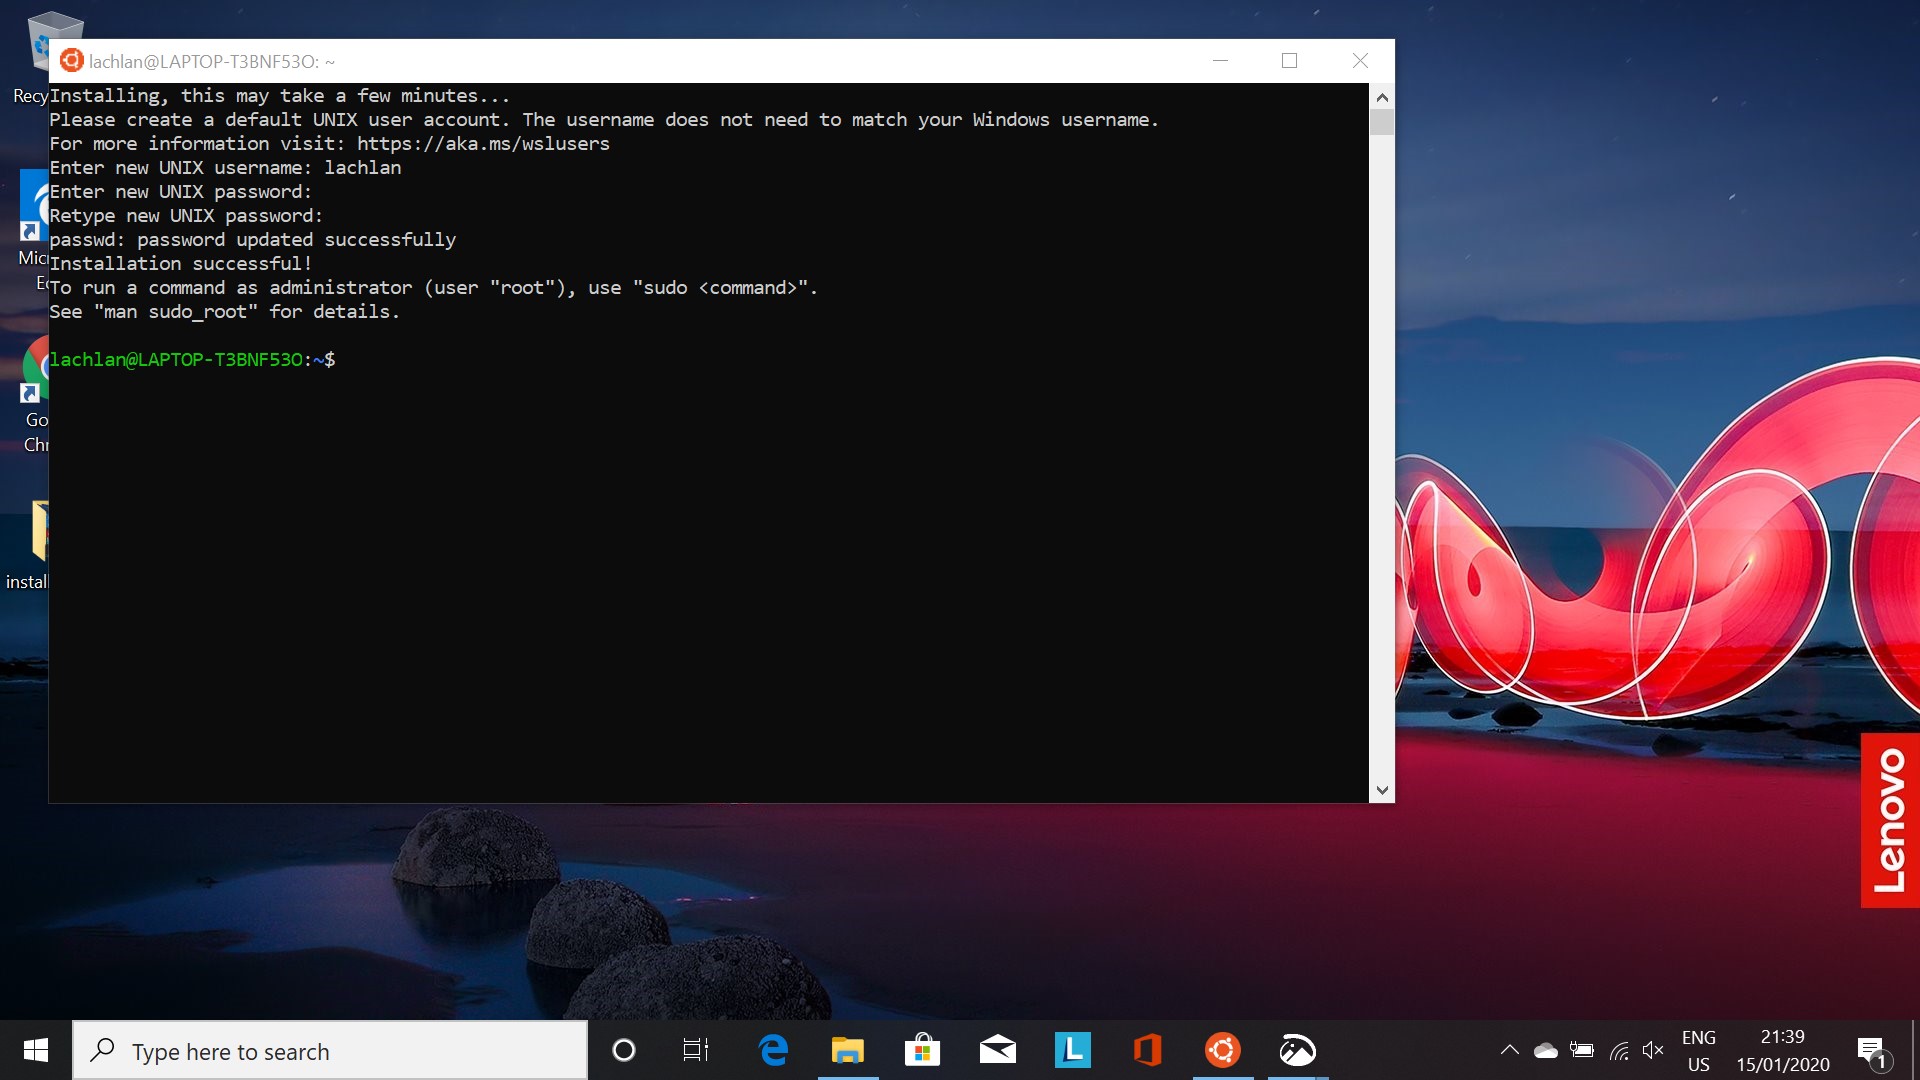 lachlan@LAPTOP-T3BNF53O: ~
Installing, this may take a few minutes...
Please create a default UNIX user account. The username does not need to match your Windows username.
For more information visit: https://aka.ms/wslusers
Enter new UNIX username: lachlan
Enter new UNIX password:
Retype new UNIX password:
passwd: password updated successfully
Installation successful!
To run a command as administrator (user "root"), use "sudo <command>".
See "man sudo_root" for details.
lachlan@LAPTOP-T3BNF53O:~$
Recy
Mic
Ed
Go
Chr
instal
Lenovo
Type here to search
L
ENG
US
21:39
15/01/2020
1